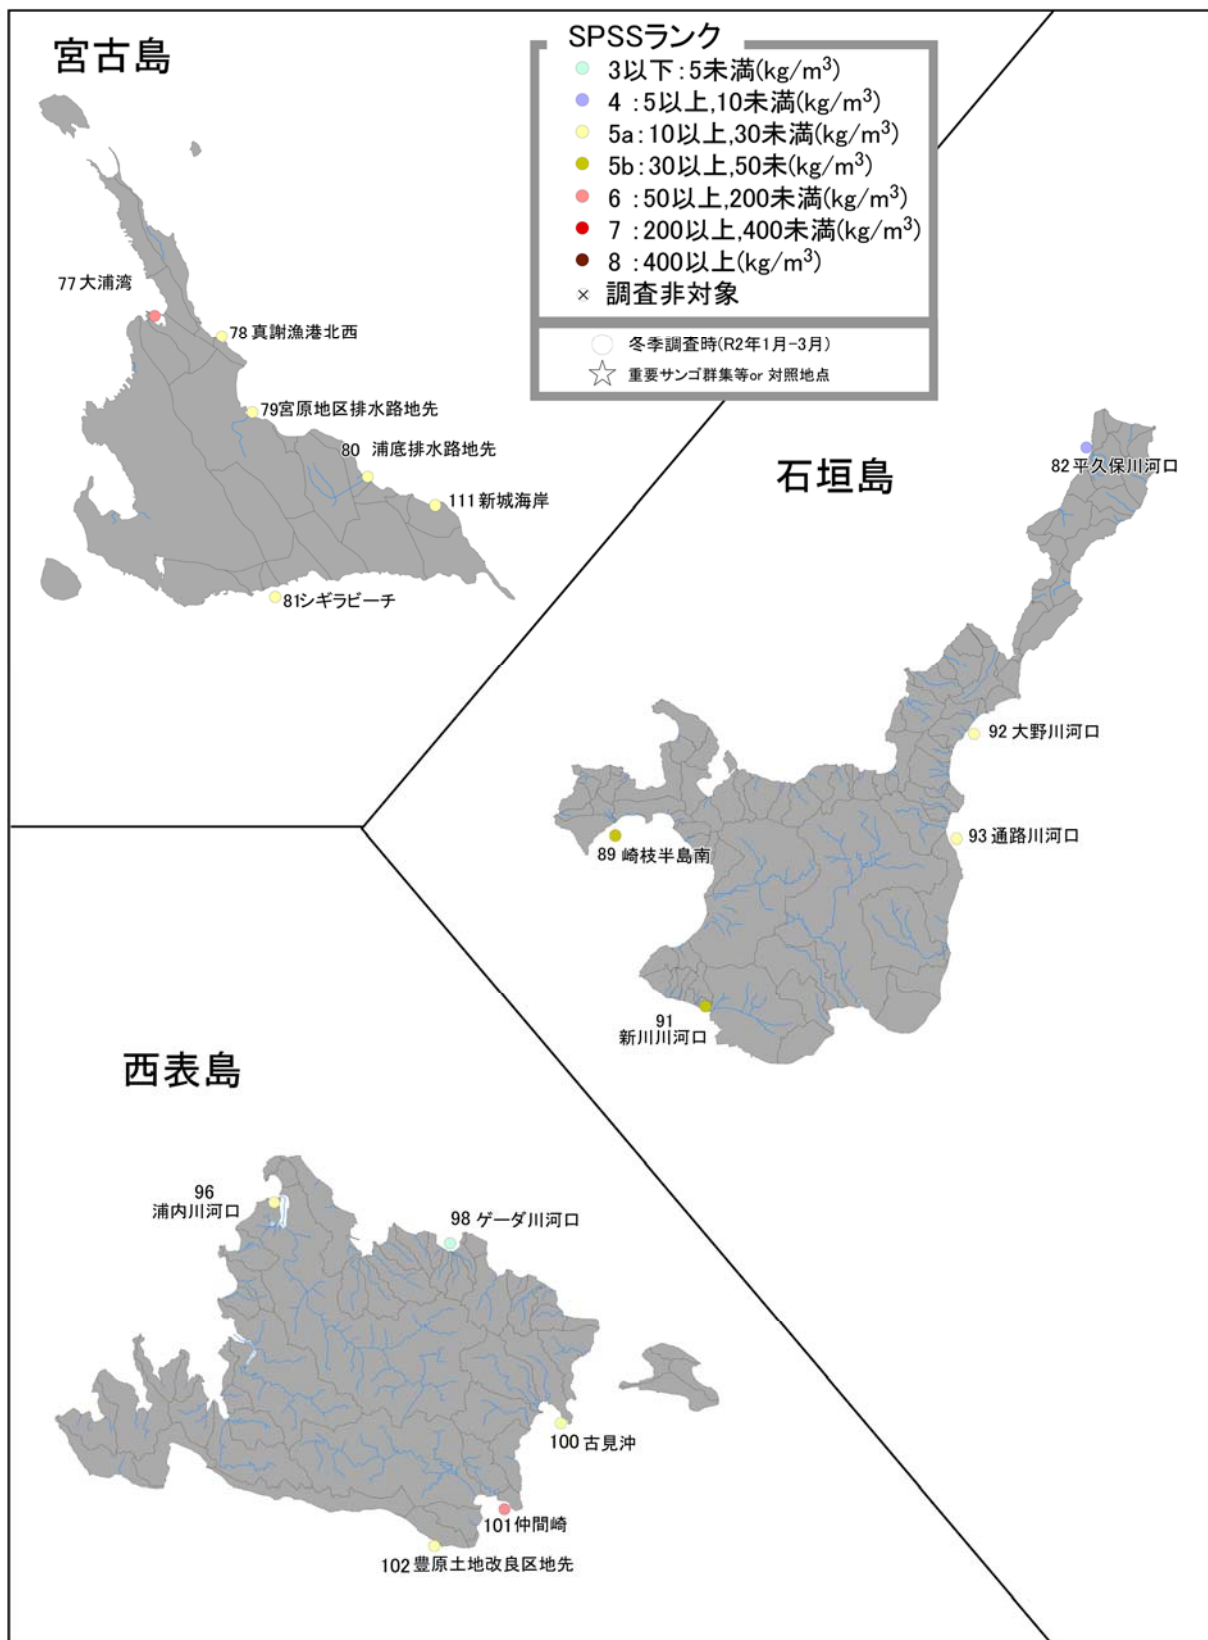 宮古島
SPSSランク
3以下:5未満(kg/m³)
4 :5以上,10未満(kg/m³)
5a:10以上,30未満(kg/m³)
5b:30以上,50未(kg/m³)
6 :50以上,200未満(kg/m³)
7 :200以上,400未満(kg/m³)
8 :400以上(kg/m³)
調査非対象
冬季調査時(R2年1月-3月)
重要サンゴ群集等or 対照地点
77 大浦湾
78 真謝漁港北西
79宮原地区排水路地先
80 浦底排水路地先
111 新城海岸
81シギラビーチ
石垣島
82 平久保川河口
92 大野川河口
93 通路川河口
89 崎枝半島南
91
新川川河口
西表島
96
浦内川河口
98 ゲーダ川河口
100 古見沖
101 仲間崎
102 豊原土地改良区地先